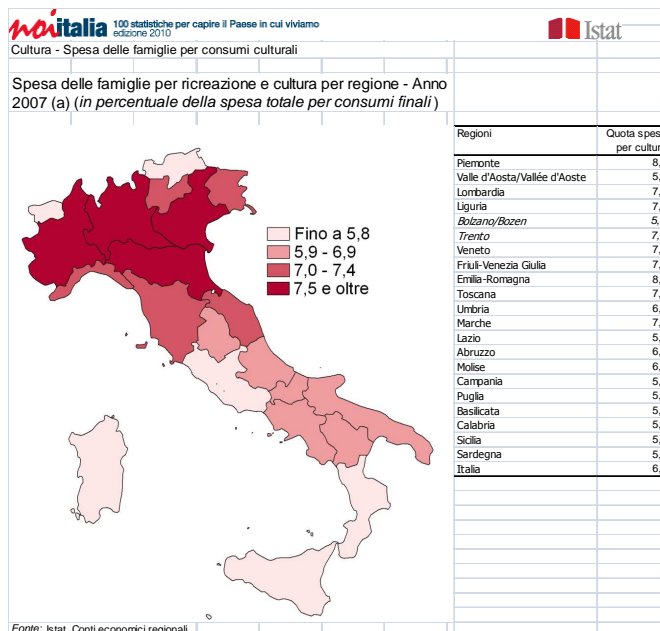 noiitalia 100 statistiche per capire il Paese in cui viviamo
edizione 2010
Istat
Cultura - Spesa delle famiglie per consumi culturali
Spesa delle famiglie per ricreazione e cultura per regione - Anno
2007 (a) (in percentuale della spesa totale per consumi finali)
Fino a 5,8
5,9 - 6,9
7,0 - 7,4
7,5 e oltre
Regioni Quota spes
per cultur
Piemonte 8,
Valle d'Aosta/Vallée d'Aoste 5,
Lombardia 7,
Liguria 7,
Bolzano/Bozen 5,
Trento 7,
Veneto 7,
Friuli-Venezia Giulia 7,
Emilia-Romagna 8,
Toscana 7,
Umbria 6,
Marche 7,
Lazio 5,
Abruzzo 6,
Molise 6,
Campania 5,
Puglia 5,
Basilicata 5,
Calabria 5,
Sicilia 5,
Sardegna 5,
Italia 6,
Fonte: Istat, Conti economici regionali